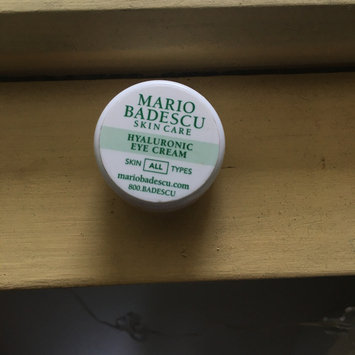 MARIO
BADESCU
SKIN CARE
HYALURONIC
EYE CREAM
SKIN ALL TYPES
mariobadescu.com
800.BADESCU